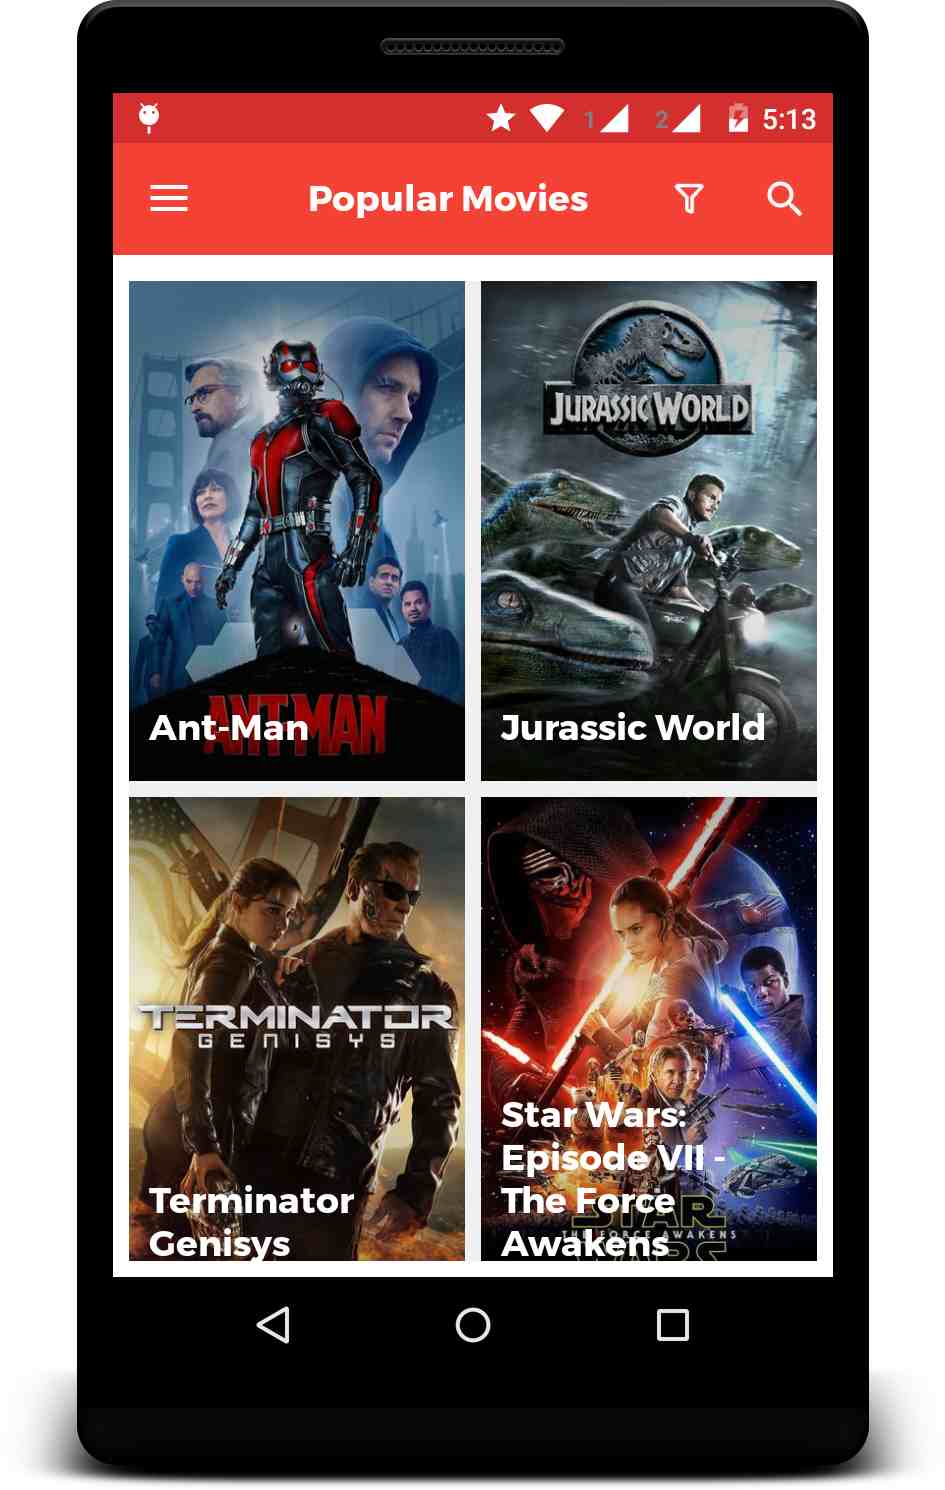 1 2 5:13
Popular Movies
JURASSIC WORLD
ANT-MAN
Ant-Man
Jurassic World
TERMINATOR
GENISYS
Star Wars:
Episode VII -
The Force
Awakens
STAR
THE FORCE AWAKENS
WARS
Terminator
Genisys